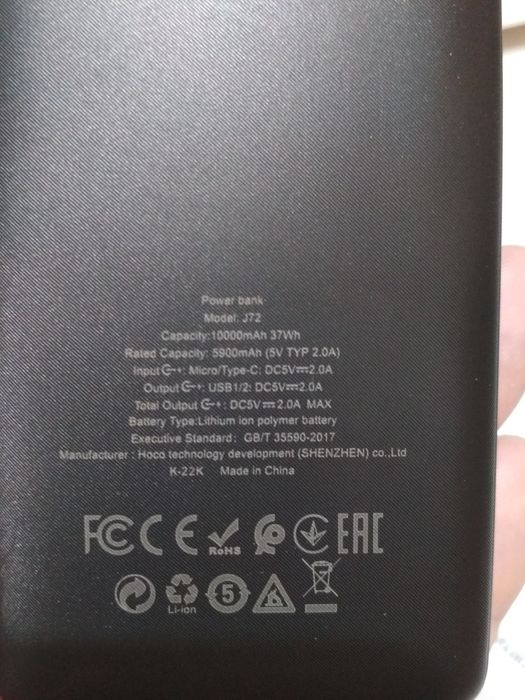 Power bank
Model: J72
Capacity:10000mAh 37Wh
Rated Capacity: 5900mAh (5V TYP 2.0A)
Input: Micro/Type-C: DC5V⎓2.0A
Output: USB1/2: DC5V⎓2.0A
Total Output: DC5V⎓2.0A MAX
Battery Type:Lithium ion polymer battery
Executive Standard: GB/T 35590-2017
Manufacturer : Hoco technology development (SHENZHEN) co.,Ltd
K-22K Made in China
FC CE RoHS EAC
Li-ion 5